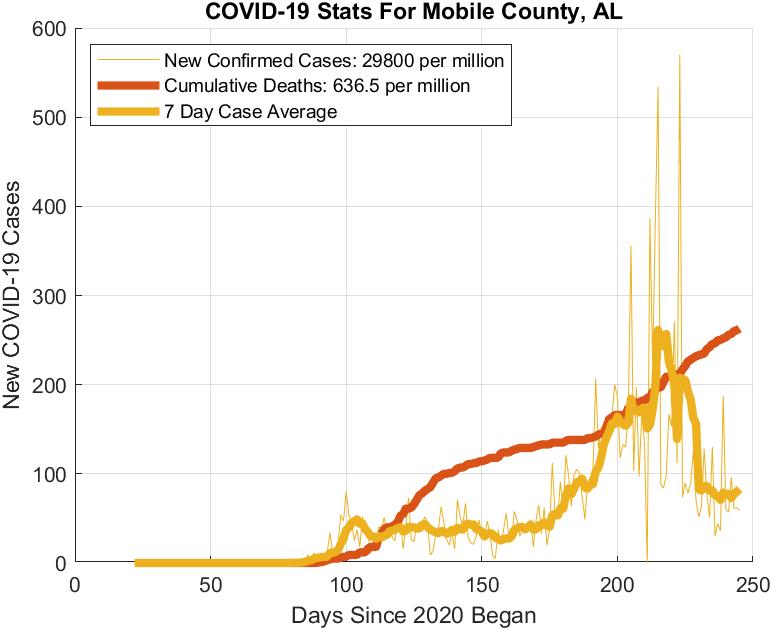 COVID-19 Stats For Mobile County, AL
600
New Confirmed Cases: 29800 per million
Cumulative Deaths: 636.5 per million
7 Day Case Average
500
400
300
200
100
0
New COVID-19 Cases
0 50 100 150 200 250
Days Since 2020 Began